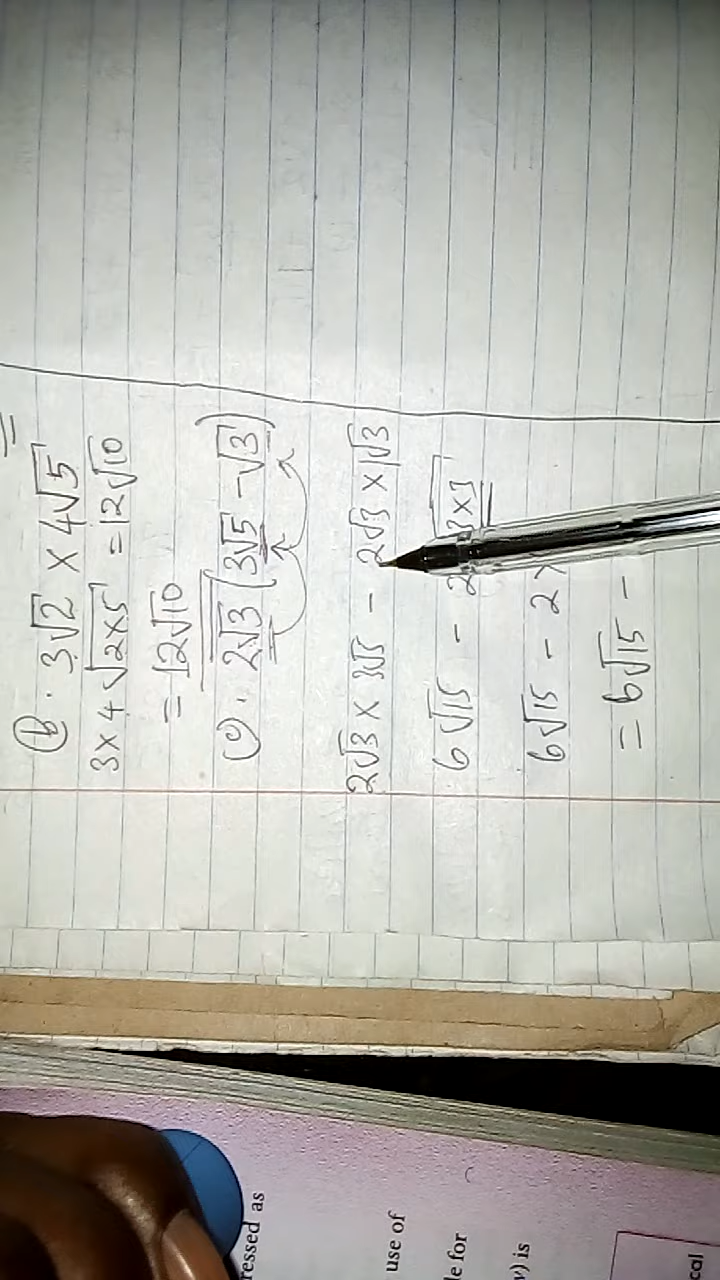 (b). 3√2 × 4√5
3×4√2×5 = 12√10
= 12√10
(c). 2√3 (3√5 − √3)
2√3 × 3√5 − 2√3 × √3
6√15 − 2√3×3
6√15 − 2×
= 6√15 −
ressed as
use of
le for
v) is
cal